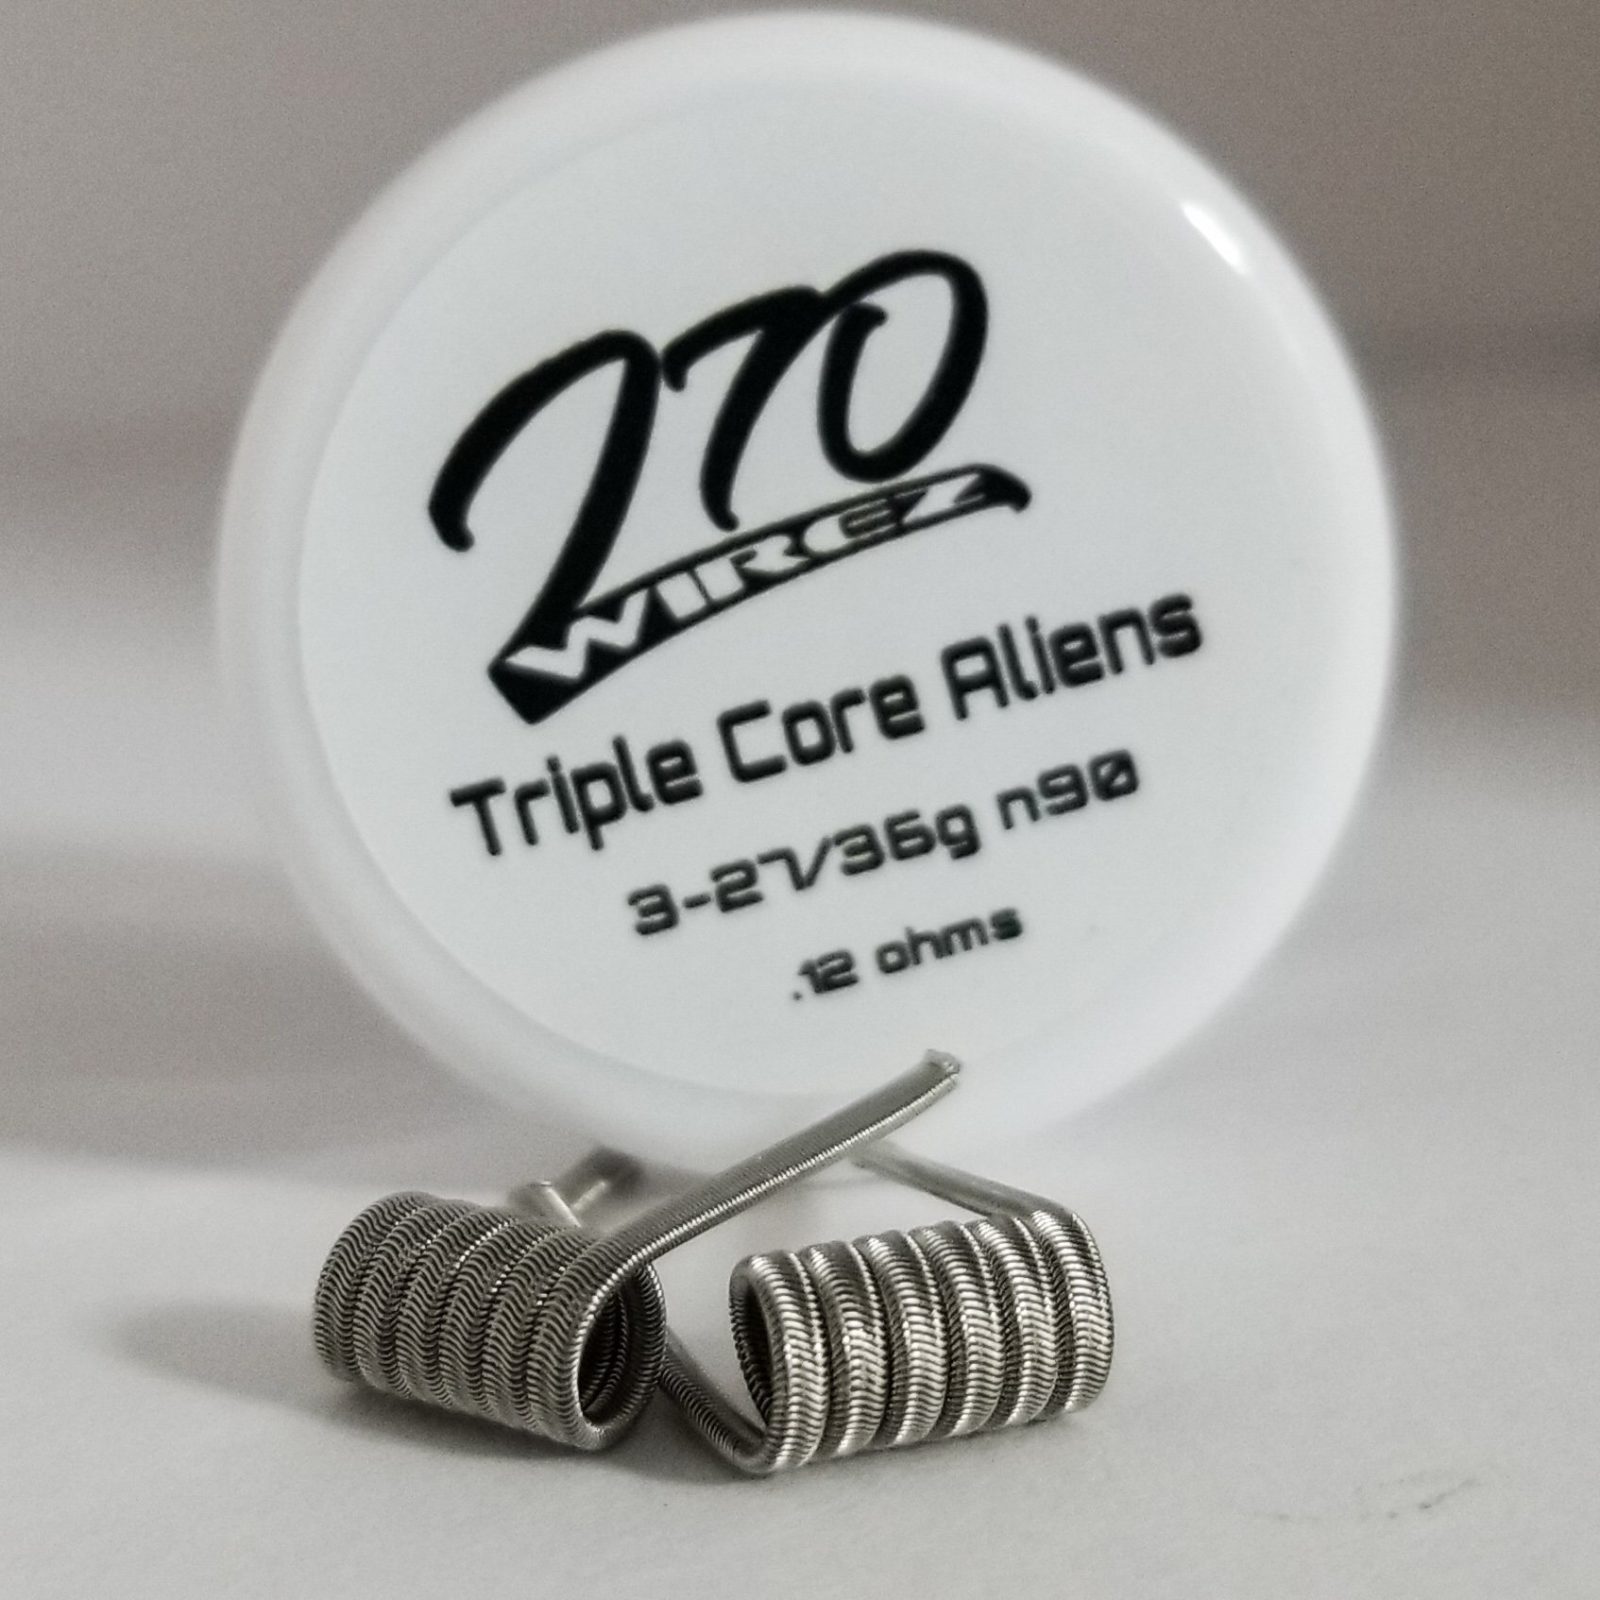 270
WIREZ
Triple Core Aliens
3-27/36g n90
.12 ohms